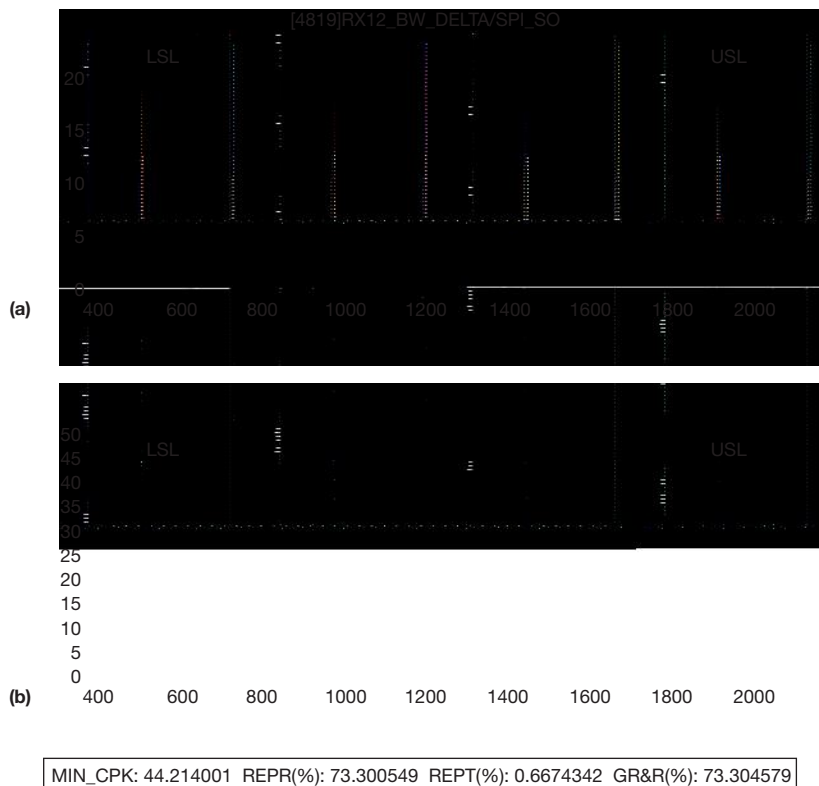 [4819]RX12_BW_DELTA/SPI_SO
LSL USL
20
15
10
5
0
(a)
400 600 800 1000 1200 1400 1600 1800 2000
LSL USL
50
45
40
35
30
25
20
15
10
5
0
(b)
400 600 800 1000 1200 1400 1600 1800 2000
MIN_CPK: 44.214001 REPR(%): 73.300549 REPT(%): 0.6674342 GR&R(%): 73.304579